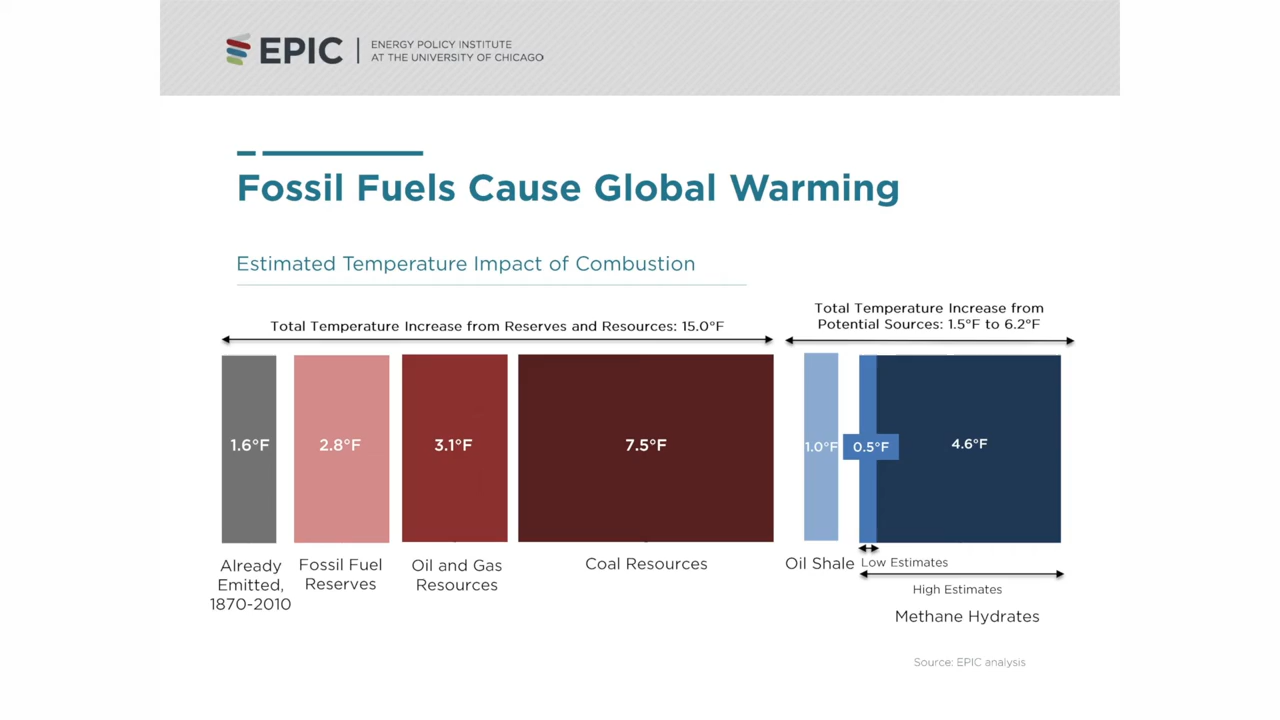 EPIC
ENERGY POLICY INSTITUTE
AT THE UNIVERSITY OF CHICAGO
Fossil Fuels Cause Global Warming
Estimated Temperature Impact of Combustion
Total Temperature Increase from Reserves and Resources: 15.0°F
Total Temperature Increase from
Potential Sources: 1.5°F to 6.2°F
1.6°F
2.8°F
3.1°F
7.5°F
1.0°F
0.5°F
4.6°F
Already
Emitted,
1870-2010
Fossil Fuel
Reserves
Oil and Gas
Resources
Coal Resources
Oil Shale
Low Estimates
High Estimates
Methane Hydrates
Source: EPIC analysis